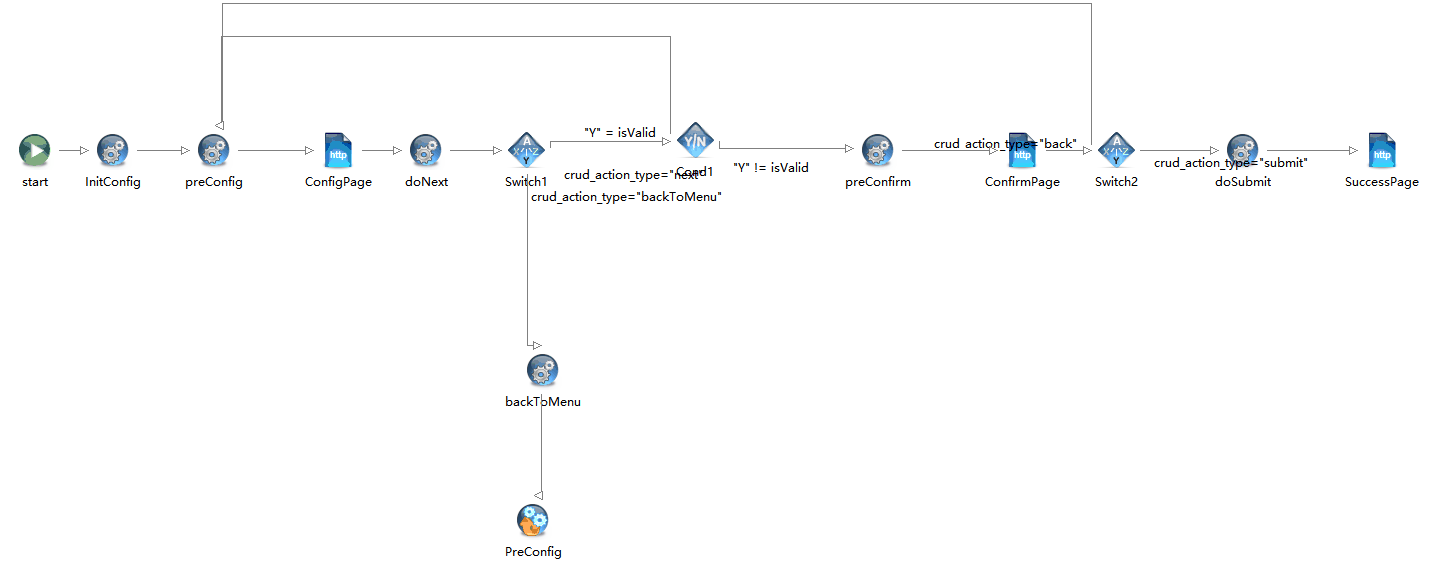 start
InitConfig
preConfig
http
ConfigPage
doNext
A
X Z
Y
Switch1
"Y" = isValid
crud_action_type="next"
crud_action_type="backToMenu"
Y/N
Cond1
"Y" != isValid
preConfirm
crud_action_type="back"
http
ConfirmPage
A
X Z
Y
Switch2
crud_action_type="submit"
doSubmit
http
SuccessPage
backToMenu
PreConfig